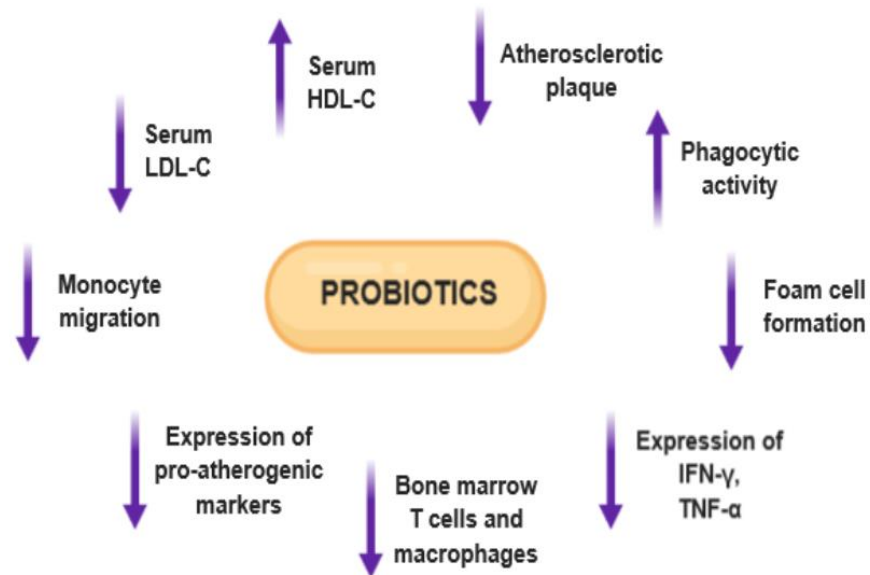 Serum
HDL-C
Atherosclerotic
plaque
Serum
LDL-C
Phagocytic
activity
Monocyte
migration
PROBIOTICS
Foam cell
formation
Expression of
pro-atherogenic
markers
Bone marrow
T cells and
macrophages
Expression of
IFN-γ,
TNF-α